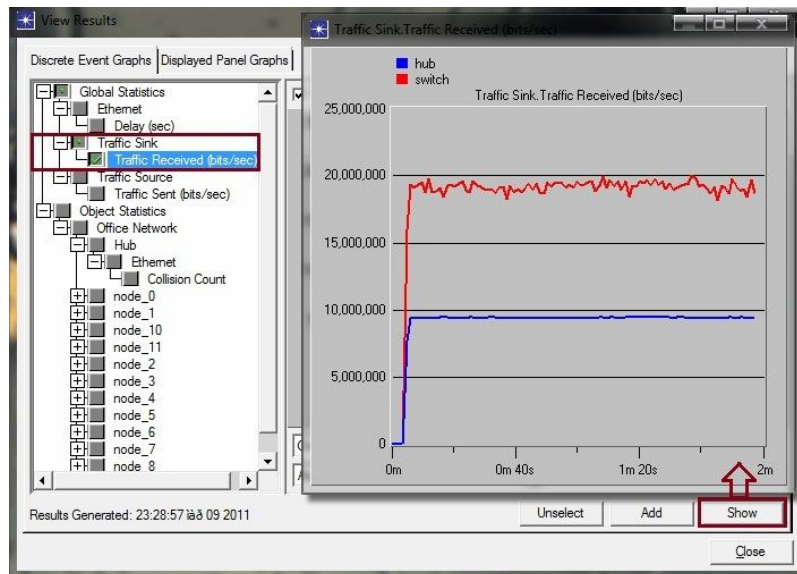 View Results
Discrete Event Graphs
Displayed Panel Graphs
Global Statistics
Ethernet
Delay (sec)
Traffic Sink
Traffic Received (bits/sec)
Traffic Source
Traffic Sent (bits/sec)
Object Statistics
Office Network
Hub
Ethernet
Collision Count
node_0
node_1
node_10
node_11
node_2
node_3
node_4
node_5
node_6
node_7
node_8
Results Generated: 23:28:57 ìàð 09 2011
Traffic Sink.Traffic Received (bits/sec)
hub
switch
Traffic Sink.Traffic Received (bits/sec)
25,000,000
20,000,000
15,000,000
10,000,000
5,000,000
0
0m
0m 40s
1m 20s
2m
Unselect
Add
Show
Close